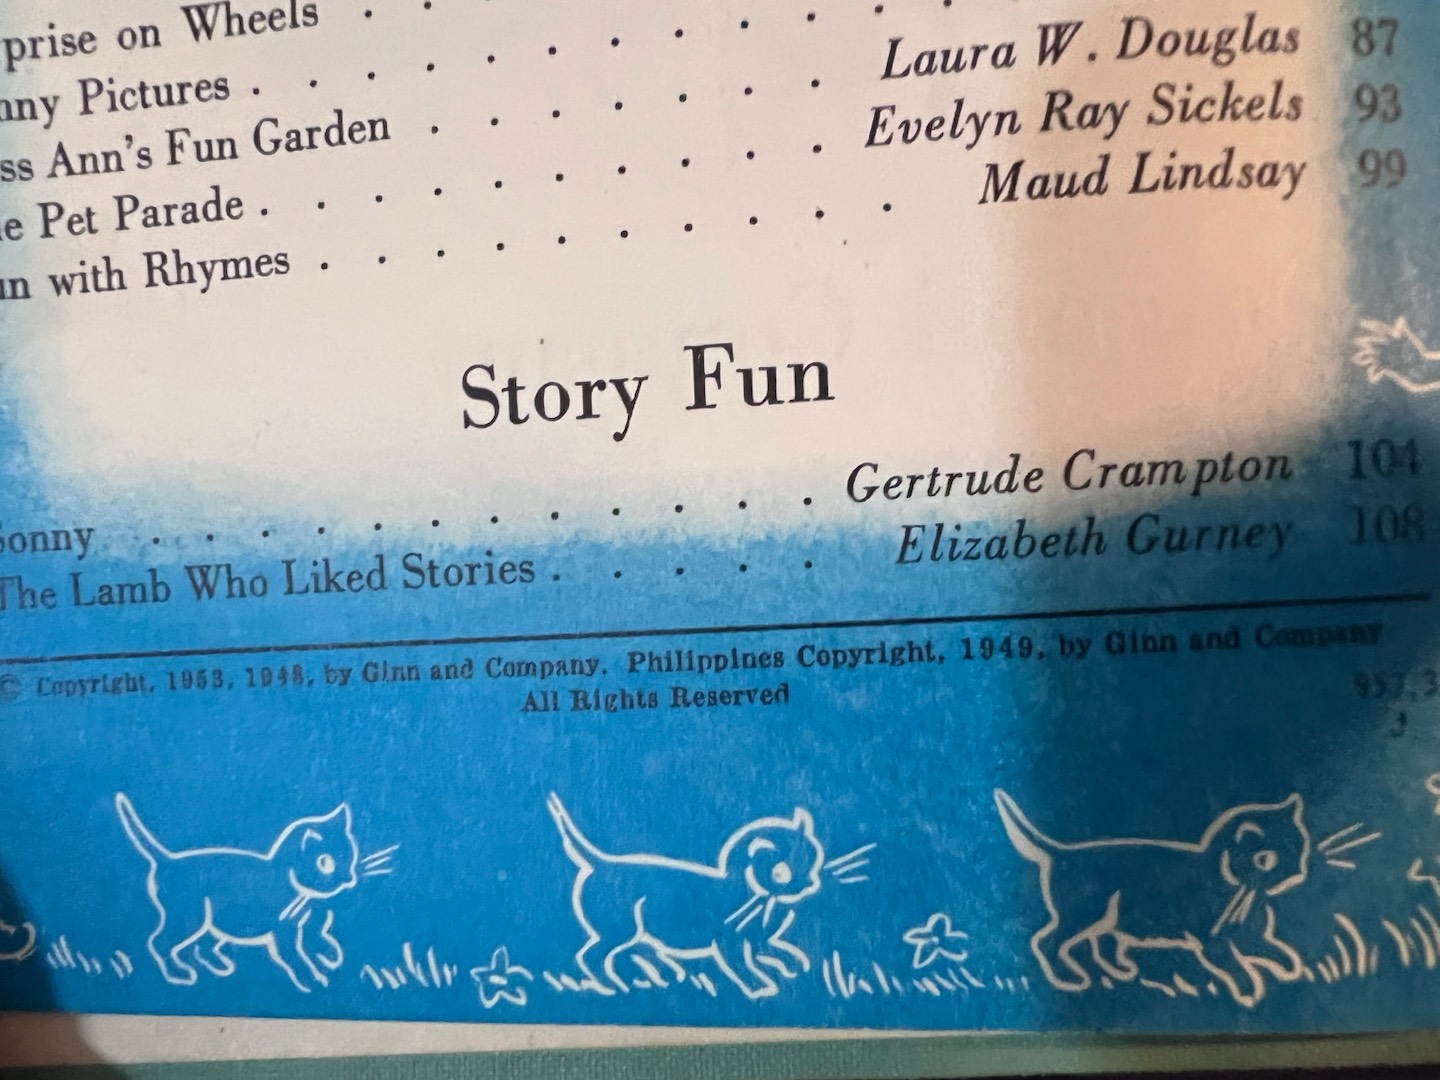 prise on Wheels . .
nny Pictures . . . . . . . . . . .
ss Ann's Fun Garden . . . . . . . Laura W. Douglas 87
e Pet Parade . . . . . . . . . . Evelyn Ray Sickels 93
n with Rhymes . . . . . . . . . . Maud Lindsay 99
Story Fun
onny . . . . . . . . . . . . Gertrude Crampton 104
The Lamb Who Liked Stories . . . . . Elizabeth Gurney 108
© Copyright, 1953, 1948, by Ginn and Company. Philippines Copyright, 1949, by Ginn and Company
All Rights Reserved